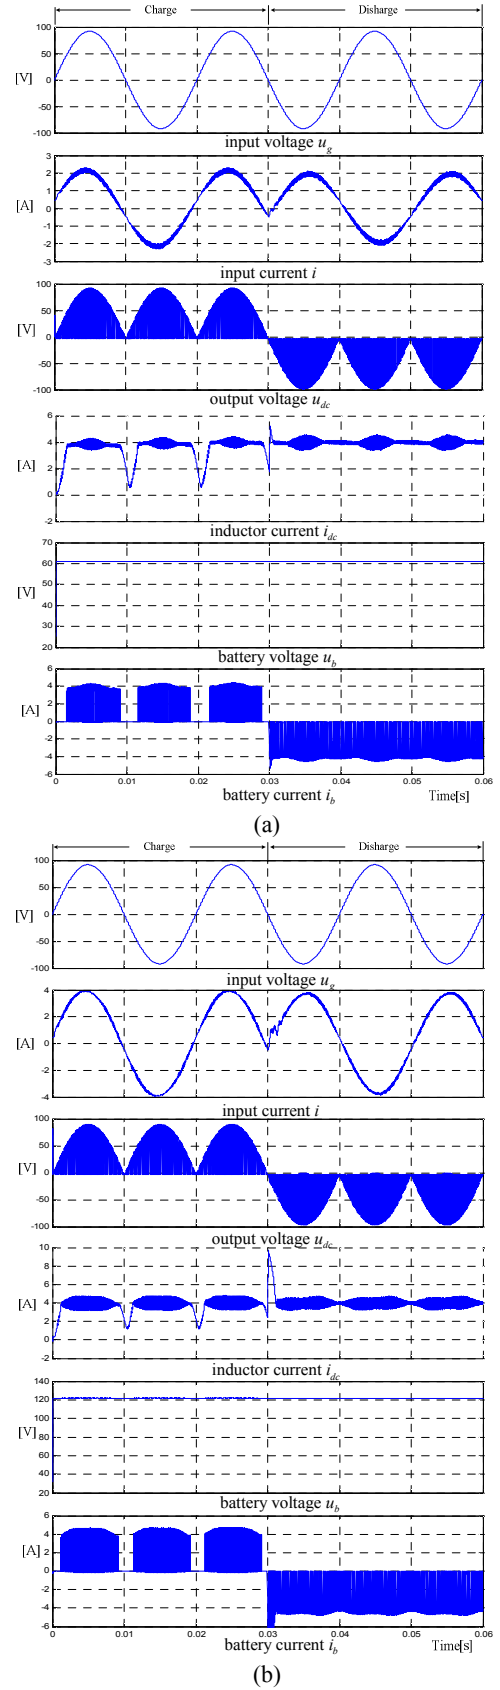 Charge Disharge
100
50
[V] 0
-50
-100
input voltage u_g
3
2
1
[A] 0
-1
-2
-3
input current i
100
50
[V] 0
-50
-100
output voltage u_dc
6
4
[A] 2
0
-2
inductor current i_dc
70
60
[V] 50
40
30
20
battery voltage u_b
6
4
[A] 2
0
-2
-4
-6
0 0.01 0.02 0.03 0.04 0.05 0.06
battery current i_b Time[s]
(a)
Charge Disharge
100
50
[V] 0
-50
-100
input voltage u_g
4
2
[A] 0
-2
-4
input current i
100
50
[V] 0
-50
-100
output voltage u_dc
10
8
6
[A] 4
2
0
-2
inductor current i_dc
140
120
100
[V] 80
60
40
20
battery voltage u_b
6
4
[A] 2
0
-2
-4
-6
0 0.01 0.02 0.03 0.04 0.05 0.06
battery current i_b Time[s]
(b)